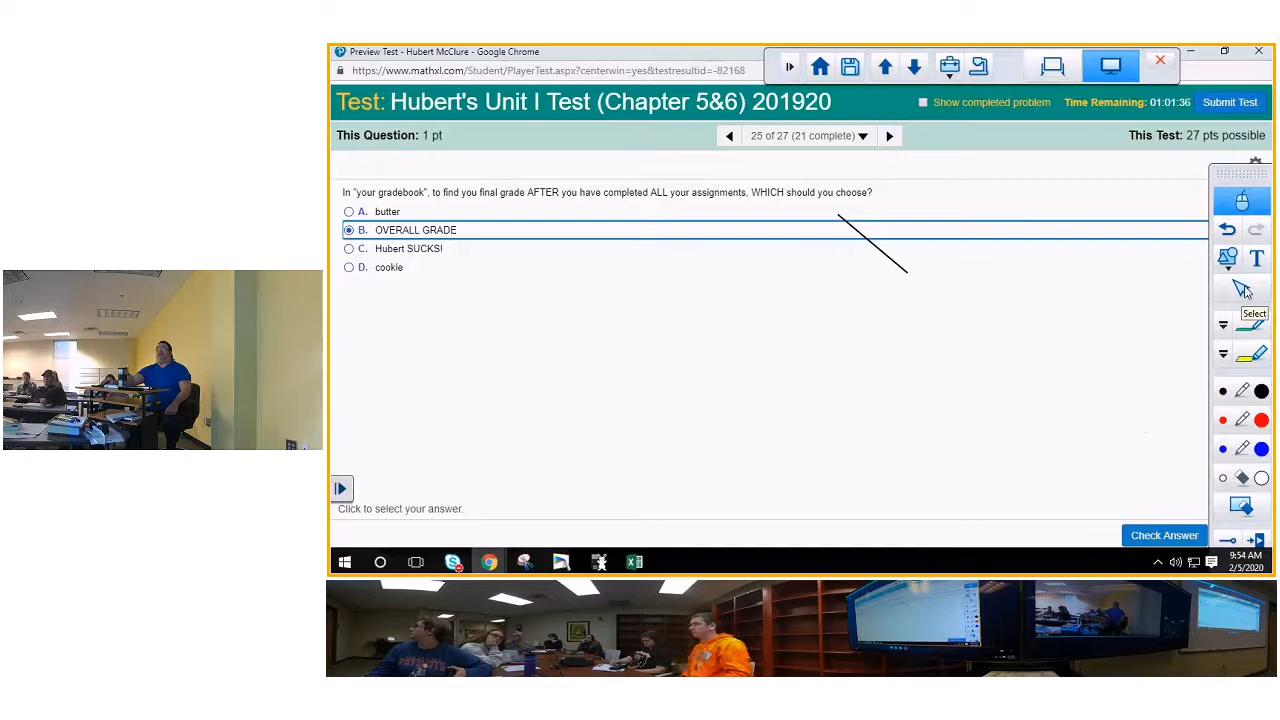 Preview Test - Hubert McClure - Google Chrome
https://www.mathxl.com/Student/PlayerTest.aspx?centerwin=yes&testresultid=-82168
Test: Hubert's Unit I Test (Chapter 5&6) 201920
Show completed problem
Time Remaining: 01:01:36
Submit Test
This Question: 1 pt
25 of 27 (21 complete)
This Test: 27 pts possible
In "your gradebook", to find you final grade AFTER you have completed ALL your assignments, WHICH should you choose?
A. butter
B. OVERALL GRADE
C. Hubert SUCKS!
D. cookie
T
Select
Click to select your answer.
Check Answer
9:54 AM
2/5/2020